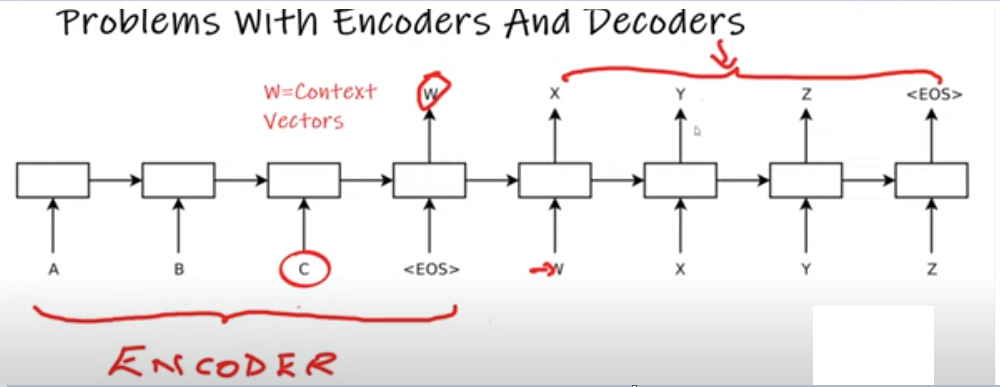 Problems With Encoders And Decoders
W=Context
Vectors
W X Y Z <EOS>
A B C <EOS> W X Y Z
ENCODER